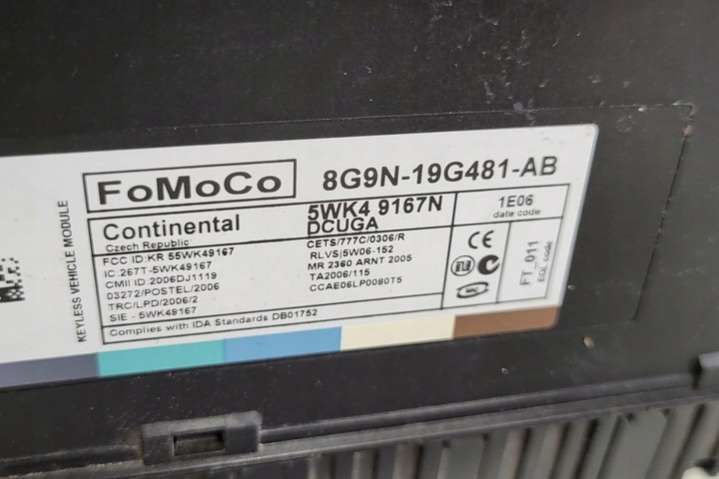 KEYLESS VEHICLE MODULE
FoMoCo
8G9N-19G481-AB
Continental
Czech Republic
5WK4 9167N
DCUGA
1E06
date code
FCC ID:KR 55WK49167
IC:267T-5WK49167
CMII ID:2006DJ1119
03272/POSTEL/2006
TRC/LPD/2006/2
SIE - 5WK49167
CETS/777C/0306/R
RLVS|5W06-152
MR 2360 ARNT 2005
TA2006/115
CCAE06LP0080T5
CE
FT_011
EOL code
Complies with IDA Standards DB01752